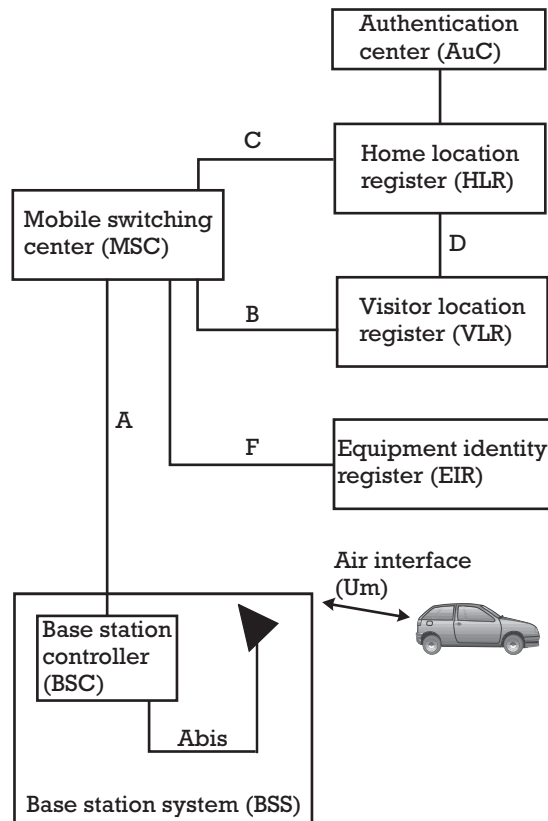 Authentication
center (AuC)
C
Home location
register (HLR)
Mobile switching
center (MSC)
D
B
Visitor location
register (VLR)
A
F
Equipment identity
register (EIR)
Air interface
(Um)
Base station
controller
(BSC)
Abis
Base station system (BSS)